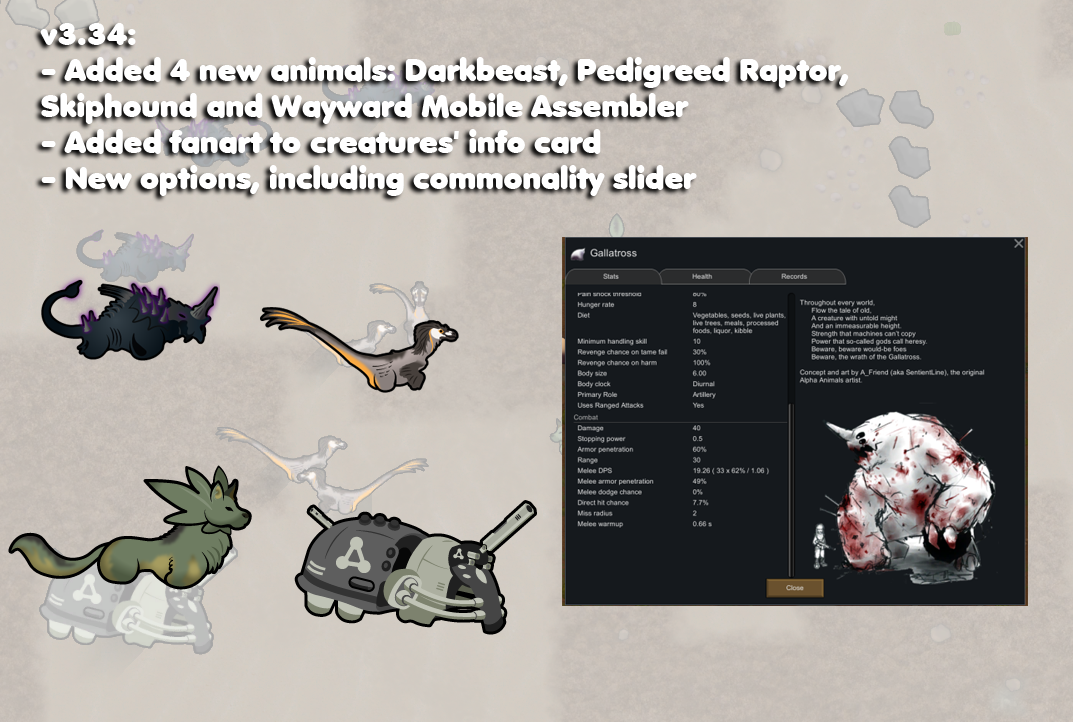 v3.34:
- Added 4 new animals: Darkbeast, Pedigreed Raptor,
Skiphound and Wayward Mobile Assembler
- Added fanart to creatures' info card
- New options, including commonality slider
Gallatross
Stats
Health
Records
Pain shock threshold 80%
Hunger rate 8
Diet Vegetables, seeds, live plants,
live trees, meals, processed
foods, liquor, kibble
Minimum handling skill 10
Revenge chance on tame fail 30%
Revenge chance on harm 100%
Body size 6.00
Body clock Diurnal
Primary Role Artillery
Uses Ranged Attacks Yes
Combat
Damage 40
Stopping power 0.5
Armor penetration 60%
Range 30
Melee DPS 19.26 ( 33 x 62% / 1.06 )
Melee armor penetration 49%
Melee dodge chance 0%
Direct hit chance 7.7%
Miss radius 2
Melee warmup 0.66 s
Throughout every world,
Flow the tale of old,
A creature with untold might
And an immeasurable height.
Strength that machines can't copy
Power that so-called gods call heresy.
Beware, beware would-be foes
Beware, the wrath of the Gallatross.
Concept and art by A_Friend (aka SentientLine), the original
Alpha Animals artist.
Close